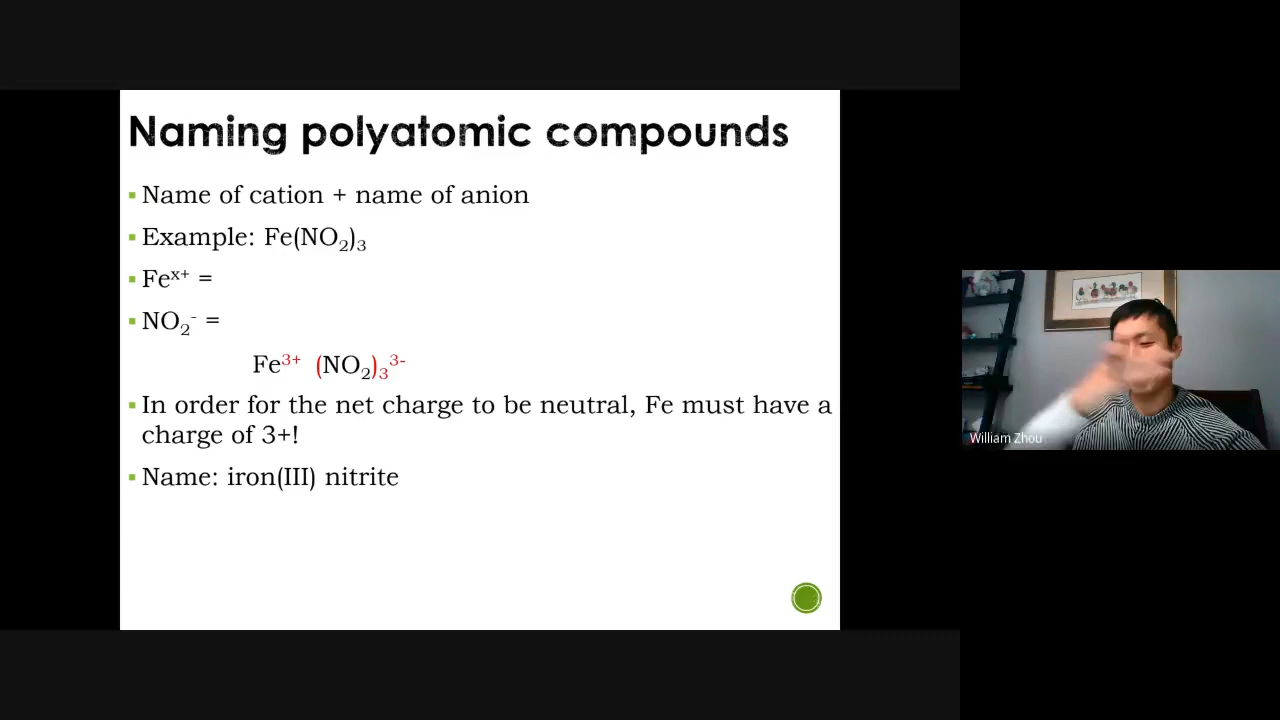 Naming polyatomic compounds
▪ Name of cation + name of anion
▪ Example: Fe(NO₂)₃
▪ Feˣ⁺ =
▪ NO₂⁻ =
Fe³⁺ (NO₂)₃³⁻
▪ In order for the net charge to be neutral, Fe must have a
charge of 3+!
▪ Name: iron(III) nitrite
William Zhou